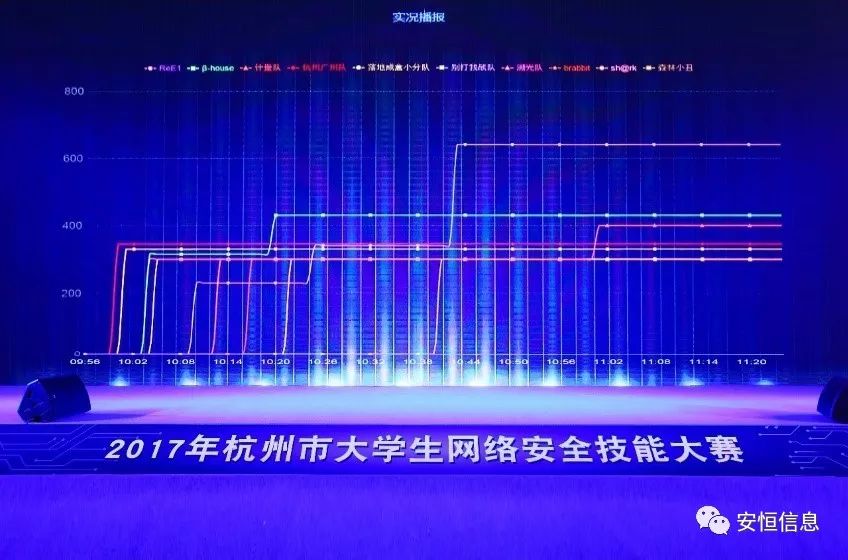 实况播报
ReE1 β-house 计量队 杭州广州队 落地成盒小分队 别打我战队 湖光队 brabbit sh@rk 森林小丑
800
600
400
200
0
09:56 10:02 10:08 10:14 10:20 10:26 10:32 10:38 10:44 10:50 10:56 11:02 11:08 11:14 11:20
2017年杭州市大学生网络安全技能大赛
安恒信息